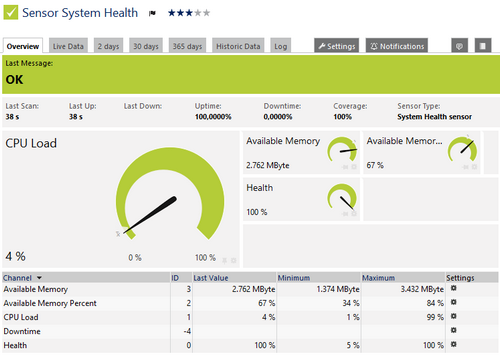 Sensor System Health
Overview Live Data 2 days 30 days 365 days Historic Data Log Settings Notifications
Last Message:
OK
Last Scan: Last Up: Last Down: Uptime: Downtime: Coverage: Sensor Type:
38 s 38 s 100,0000% 0,0000% 100% System Health sensor
CPU Load
4 %
0 % 100 %
Available Memory
2.762 MByte
Available Memor...
67 %
Health
100 %
Channel ID Last Value Minimum Maximum Settings
Available Memory 3 2.762 MByte 1.374 MByte 3.432 MByte
Available Memory Percent 2 67 % 34 % 84 %
CPU Load 1 4 % 1 % 99 %
Downtime -4
Health 0 100 % 5 % 100 %